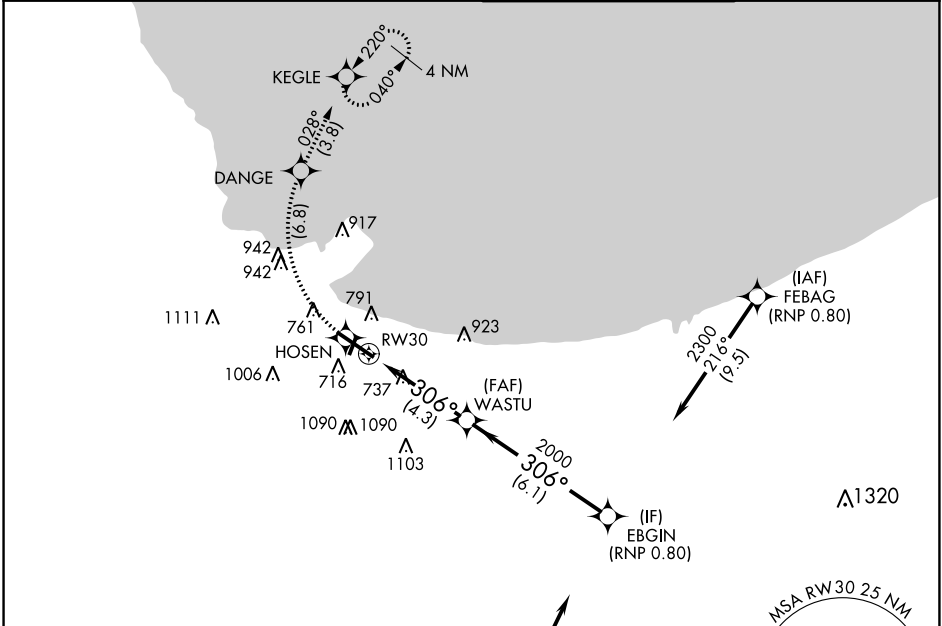 220°
KEGLE
040°
4 NM
028°
(3.8)
DANGE
(6.8)
917
942
942
(IAF)
FEBAG
(RNP 0.80)
1111
761
791
923
HOSEN
RW30
2300
216°
(9.5)
1006
716
737
306°
(4.3)
(FAF)
WASTU
1090
1090
1103
2000
306°
(6.1)
1320
(IF)
EBGIN
(RNP 0.80)
MSA RW30 25 NM